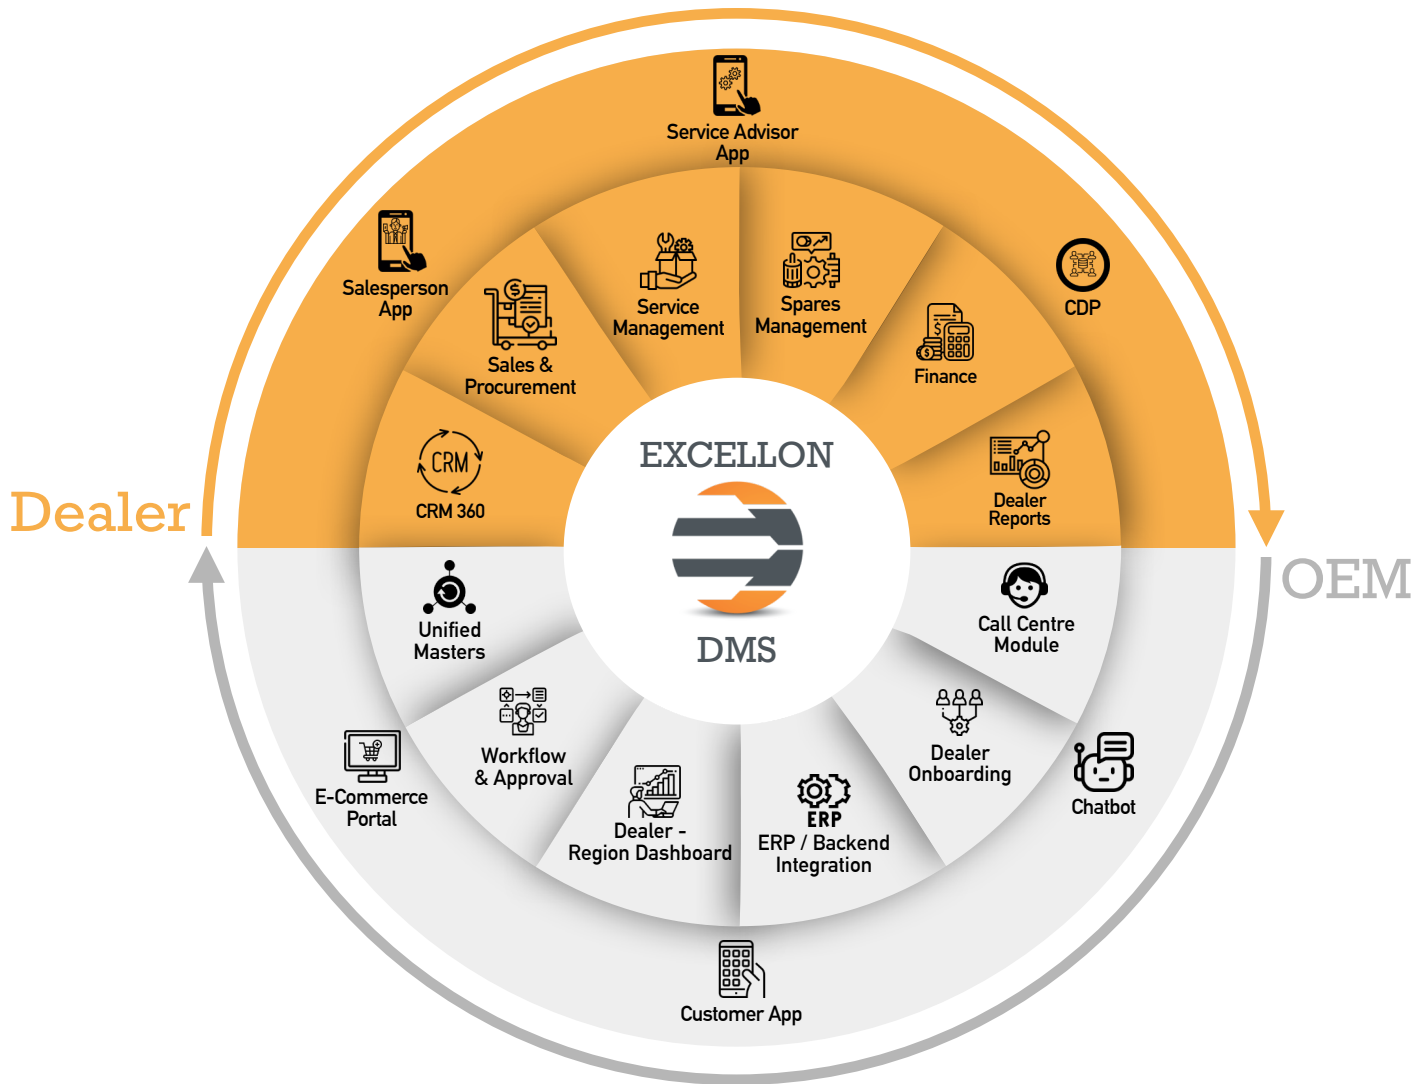 Service Advisor
App
Salesperson
App
CDP
Service
Management
Spares
Management
Sales &
Procurement
Finance
CRM
CRM 360
Dealer
Reports
EXCELLON
DMS
Dealer
OEM
Unified
Masters
Call Centre
Module
Workflow
& Approval
Dealer
Onboarding
Dealer -
Region Dashboard
ERP
ERP / Backend
Integration
E-Commerce
Portal
Chatbot
Customer App